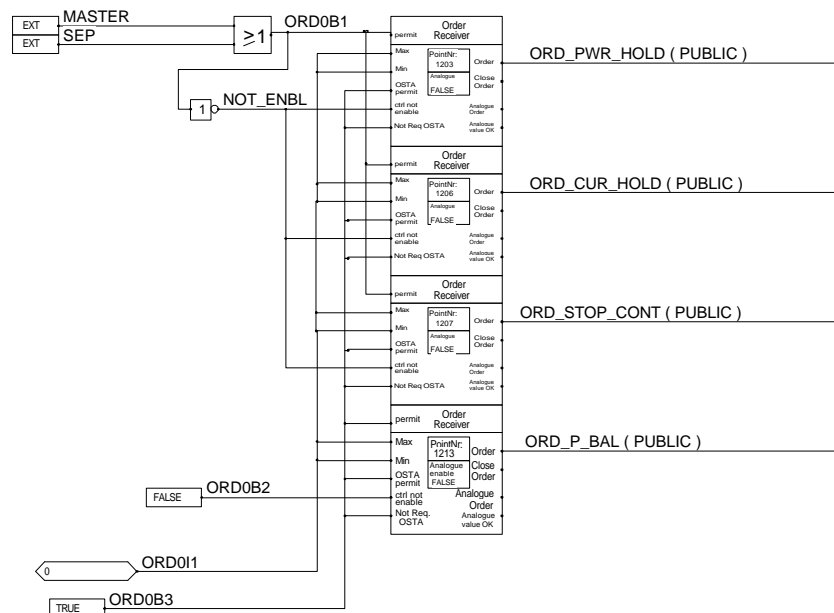 EXT MASTER
EXT SEP
≥1
ORD0B1
1
NOT_ENBL
permit Order
Receiver
Max
Min
OSTA
permit
ctrl not
enable
Not Req OSTA
PointNr:
1203
Analogue
FALSE
Order
Close
Order
Analogue
Order
Analogue
value OK
ORD_PWR_HOLD ( PUBLIC )
permit Order
Receiver
Max
Min
OSTA
permit
ctrl not
enable
Not Req OSTA
PointNr:
1206
Analogue
FALSE
Order
Close
Order
Analogue
Order
Analogue
value OK
ORD_CUR_HOLD ( PUBLIC )
permit Order
Receiver
Max
Min
OSTA
permit
ctrl not
enable
Not Req OSTA
PointNr:
1207
Analogue
FALSE
Order
Close
Order
Analogue
Order
Analogue
value OK
ORD_STOP_CONT ( PUBLIC )
permit Order
Receiver
Max
Min
OSTA
permit
ctrl not
enable
Not Req.
OSTA
PointNr:
1213
Analogue
enable
FALSE
Order
Close
Order
Analogue
Order
Analogue
value OK
ORD_P_BAL ( PUBLIC )
FALSE ORD0B2
0 ORD0I1
TRUE ORD0B3